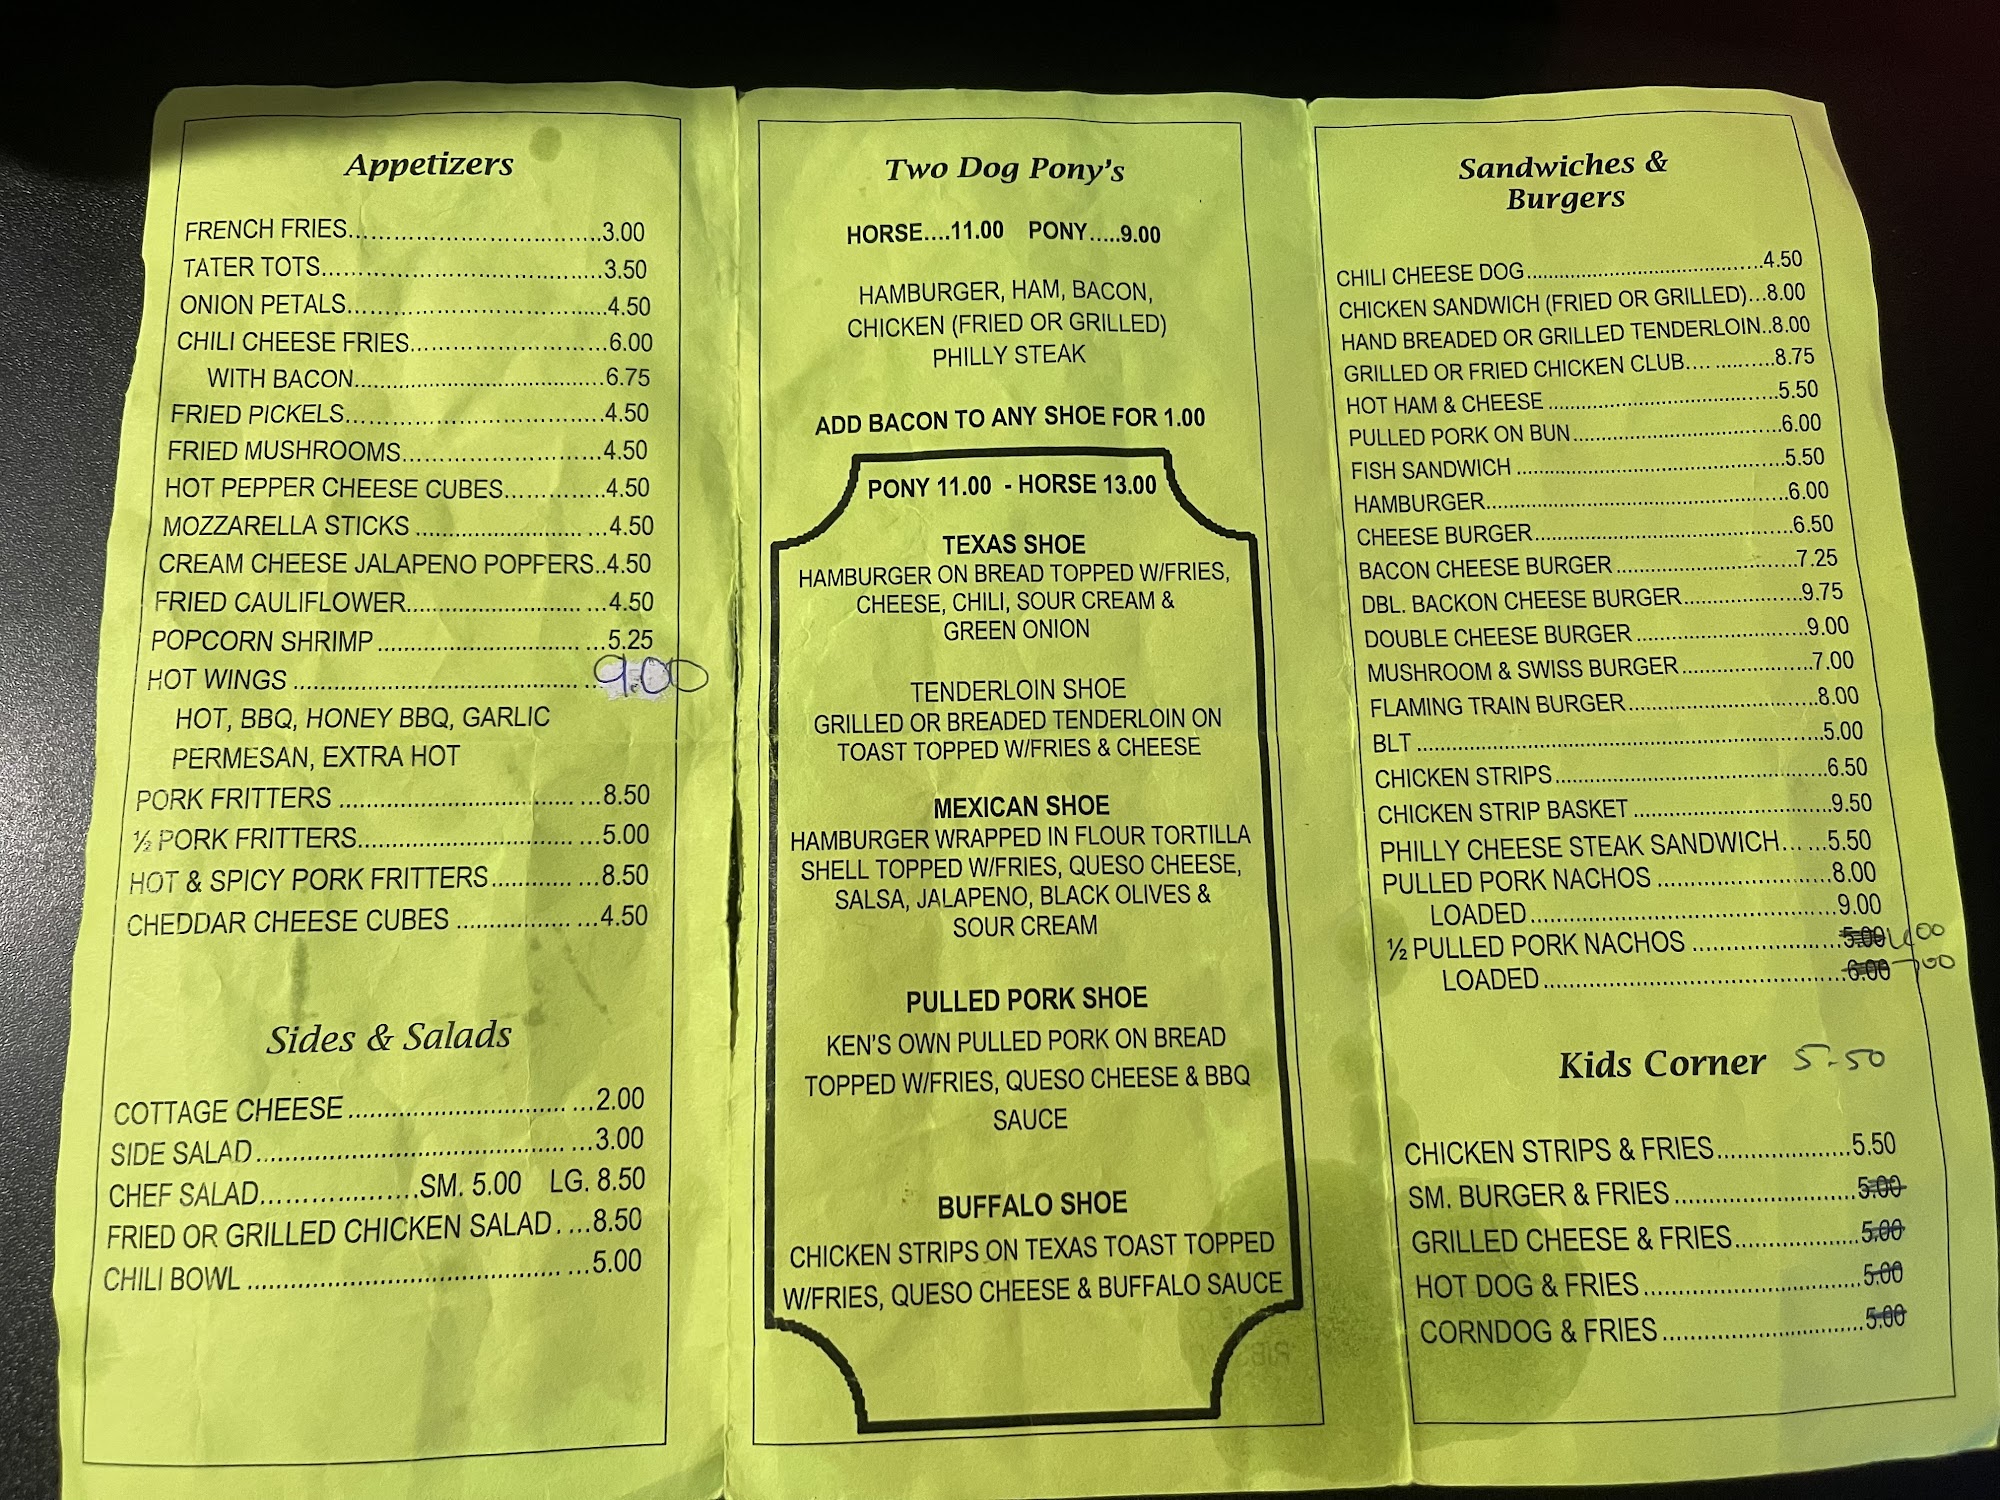 Appetizers
FRENCH FRIES...3.00
TATER TOTS...3.50
ONION PETALS...4.50
CHILI CHEESE FRIES...6.00
WITH BACON...6.75
FRIED PICKELS...4.50
FRIED MUSHROOMS...4.50
HOT PEPPER CHEESE CUBES...4.50
MOZZARELLA STICKS...4.50
CREAM CHEESE JALAPENO POPPERS..4.50
FRIED CAULIFLOWER...4.50
POPCORN SHRIMP...5.25
HOT WINGS...9.00
HOT, BBQ, HONEY BBQ, GARLIC
PERMESAN, EXTRA HOT
PORK FRITTERS...8.50
½ PORK FRITTERS...5.00
HOT & SPICY PORK FRITTERS...8.50
CHEDDAR CHEESE CUBES...4.50
Sides & Salads
COTTAGE CHEESE...2.00
SIDE SALAD...3.00
CHEF SALAD...SM. 5.00 LG. 8.50
FRIED OR GRILLED CHICKEN SALAD....8.50
CHILI BOWL...5.00
Two Dog Pony's
HORSE....11.00 PONY.....9.00
HAMBURGER, HAM, BACON,
CHICKEN (FRIED OR GRILLED)
PHILLY STEAK
ADD BACON TO ANY SHOE FOR 1.00
PONY 11.00 - HORSE 13.00
TEXAS SHOE
HAMBURGER ON BREAD TOPPED W/FRIES,
CHEESE, CHILI, SOUR CREAM &
GREEN ONION
TENDERLOIN SHOE
GRILLED OR BREADED TENDERLOIN ON
TOAST TOPPED W/FRIES & CHEESE
MEXICAN SHOE
HAMBURGER WRAPPED IN FLOUR TORTILLA
SHELL TOPPED W/FRIES, QUESO CHEESE,
SALSA, JALAPENO, BLACK OLIVES &
SOUR CREAM
PULLED PORK SHOE
KEN'S OWN PULLED PORK ON BREAD
TOPPED W/FRIES, QUESO CHEESE & BBQ
SAUCE
BUFFALO SHOE
CHICKEN STRIPS ON TEXAS TOAST TOPPED
W/FRIES, QUESO CHEESE & BUFFALO SAUCE
Sandwiches &
Burgers
CHILI CHEESE DOG...4.50
CHICKEN SANDWICH (FRIED OR GRILLED)...8.00
HAND BREADED OR GRILLED TENDERLOIN..8.00
GRILLED OR FRIED CHICKEN CLUB...8.75
HOT HAM & CHEESE...5.50
PULLED PORK ON BUN...6.00
FISH SANDWICH...5.50
HAMBURGER...6.00
CHEESE BURGER...6.50
BACON CHEESE BURGER...7.25
DBL. BACKON CHEESE BURGER...9.75
DOUBLE CHEESE BURGER...9.00
MUSHROOM & SWISS BURGER...7.00
FLAMING TRAIN BURGER...8.00
BLT...5.00
CHICKEN STRIPS...6.50
CHICKEN STRIP BASKET...9.50
PHILLY CHEESE STEAK SANDWICH...5.50
PULLED PORK NACHOS...8.00
LOADED...9.00
½ PULLED PORK NACHOS...5.00 6.00
LOADED...6.00 7.00
Kids Corner 5-50
CHICKEN STRIPS & FRIES...5.50
SM. BURGER & FRIES...5.00
GRILLED CHEESE & FRIES...5.00
HOT DOG & FRIES...5.00
CORNDOG & FRIES...5.00